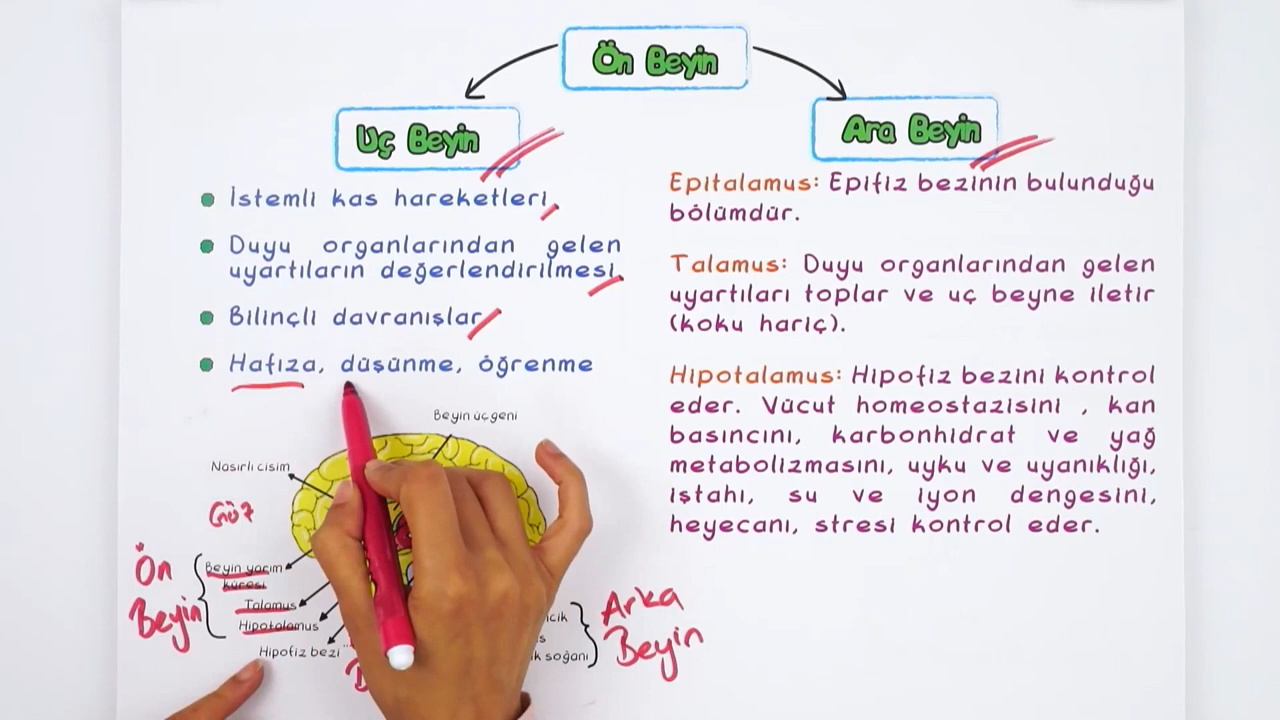 Ön Beyin
Uç Beyin
İstemli kas hareketleri
Duyu organlarından gelen
uyartıların değerlendirilmesi
Bilinçli davranışlar
Hafıza, düşünme, öğrenme
Ara Beyin
Epitalamus: Epifiz bezinin bulunduğu
bölümdür.
Talamus: Duyu organlarından gelen
uyartıları toplar ve uç beyne iletir
(koku hariç).
Hipotalamus: Hipofiz bezini kontrol
eder. Vücut homeostazisini , kan
basıncını, karbonhidrat ve yağ
metabolizmasını, uyku ve uyanıklığı,
iştahı, su ve iyon dengesini,
heyecanı, stresi kontrol eder.
Beyin üçgeni
Nasırlı cisim
Göz
Ön
Beyin
Beyin yarım
küresi
Talamus
Hipotalamus
Hipofiz bezi
soğanı
Arka
Beyin